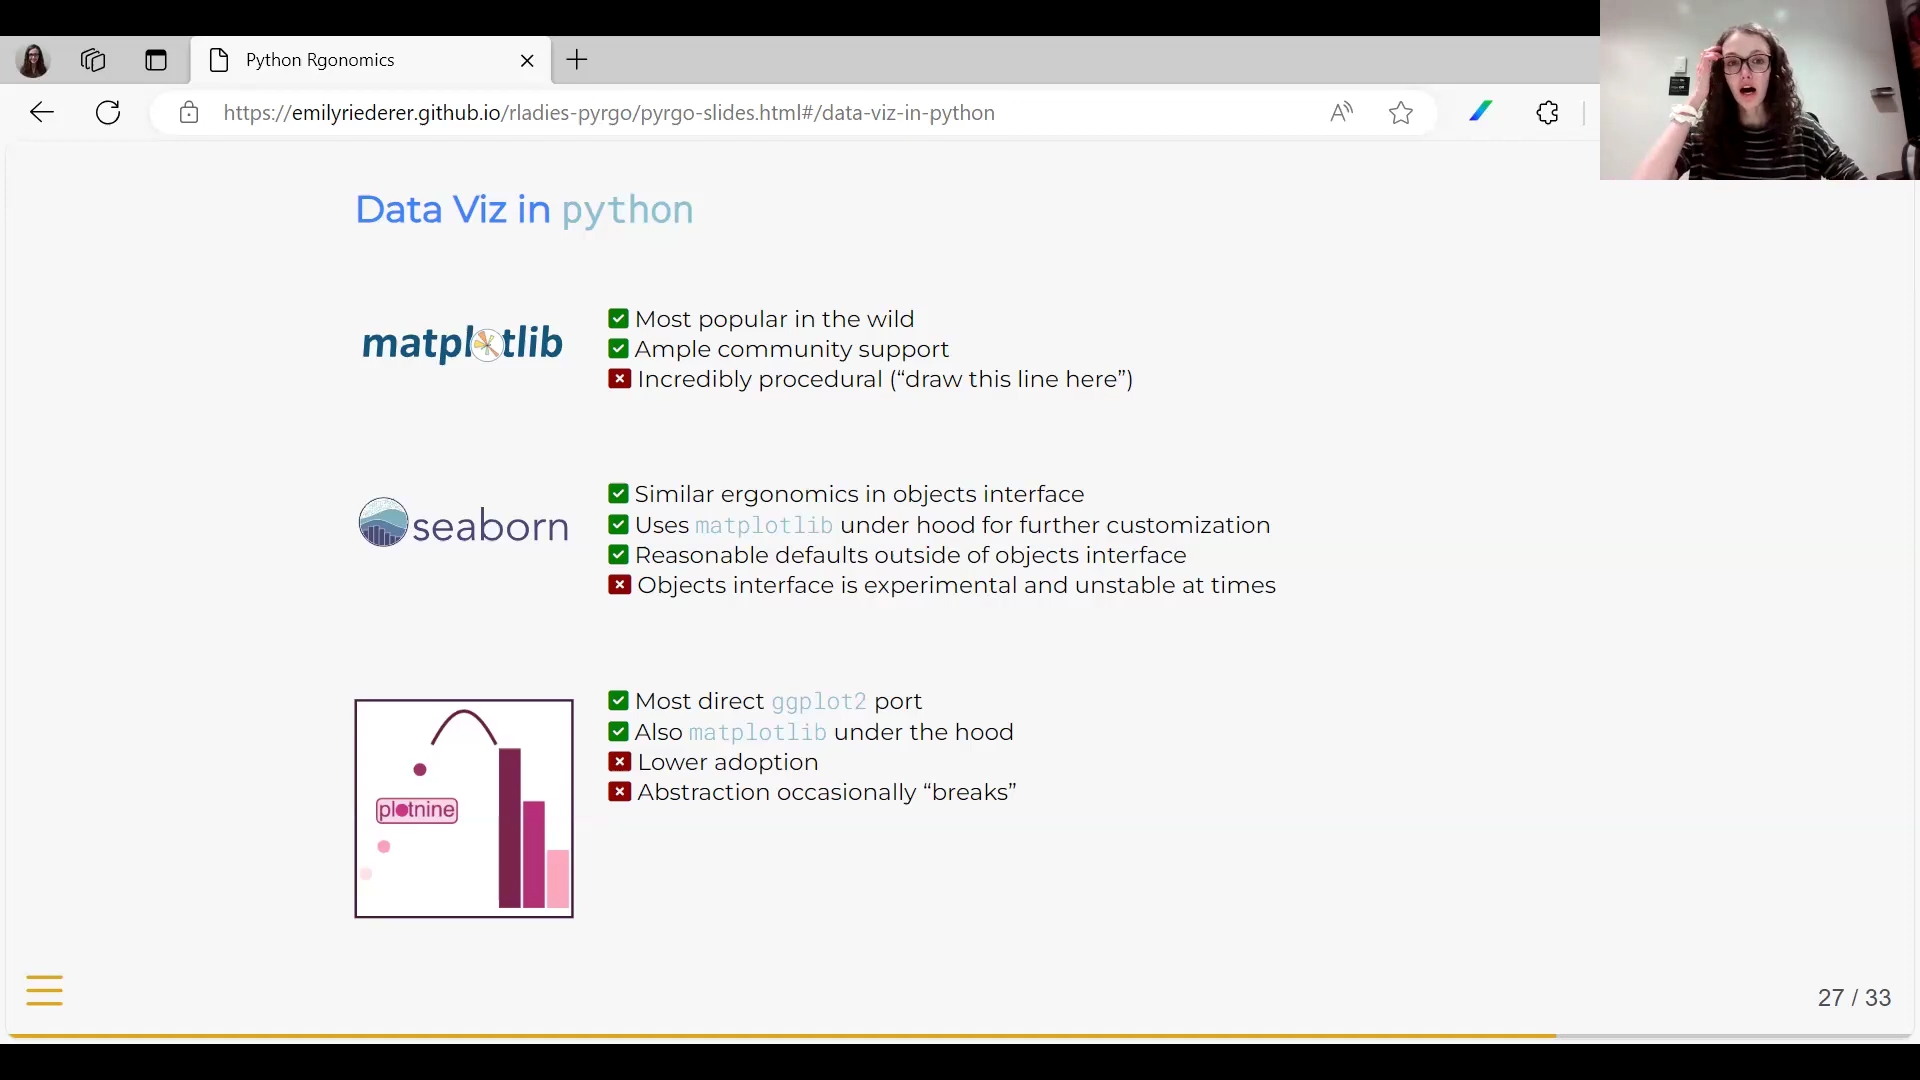 Python Rgonomics
https://emilyriederer.github.io/rladies-pyrgo/pyrgo-slides.html#/data-viz-in-python
Data Viz in python
matplotlib
Most popular in the wild
Ample community support
Incredibly procedural (“draw this line here”)
seaborn
Similar ergonomics in objects interface
Uses matplotlib under hood for further customization
Reasonable defaults outside of objects interface
Objects interface is experimental and unstable at times
plotnine
Most direct ggplot2 port
Also matplotlib under the hood
Lower adoption
Abstraction occasionally “breaks”
27 / 33